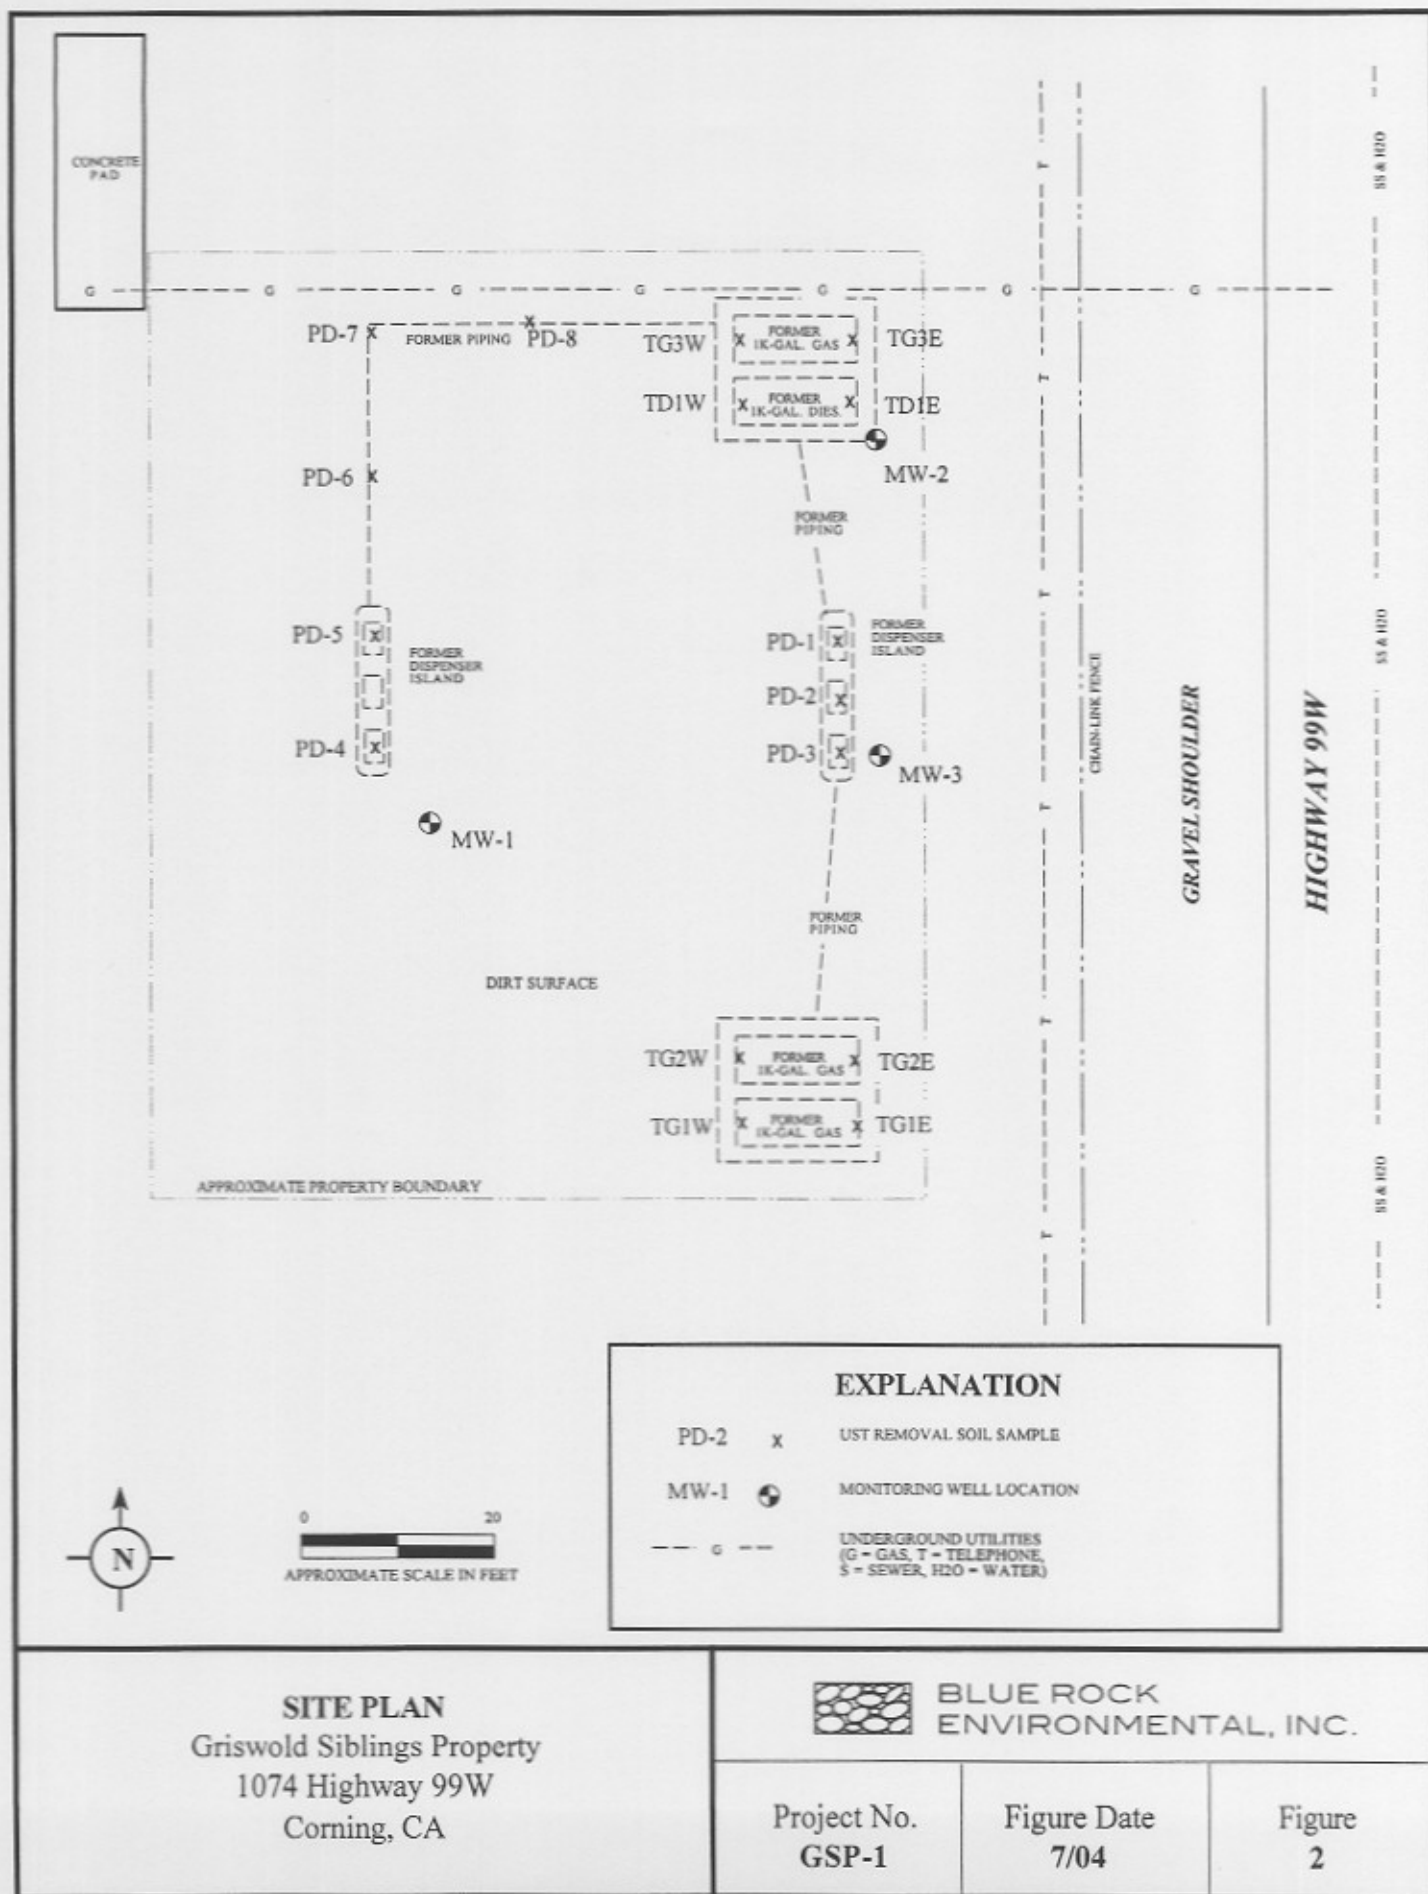 CONCRETE
PAD
G
G
G
G
G
G
G
T
T
T
T
T
T
SS & H2O
SS & H2O
SS & H2O
PD-7
FORMER PIPING
PD-8
TG3W
FORMER
1K-GAL. GAS
TG3E
TD1W
FORMER
1K-GAL. DIES.
TD1E
MW-2
PD-6
FORMER
PIPING
PD-5
FORMER
DISPENSER
ISLAND
PD-4
PD-1
FORMER
DISPENSER
ISLAND
PD-2
PD-3
MW-3
MW-1
CHAIN-LINK FENCE
GRAVEL SHOULDER
HIGHWAY 99W
FORMER
PIPING
DIRT SURFACE
TG2W
FORMER
1K-GAL. GAS
TG2E
TG1W
FORMER
1K-GAL. GAS
TG1E
APPROXIMATE PROPERTY BOUNDARY
EXPLANATION
PD-2 X UST REMOVAL SOIL SAMPLE
MW-1 MONITORING WELL LOCATION
G UNDERGROUND UTILITIES
(G = GAS, T = TELEPHONE,
S = SEWER, H2O = WATER)
N
0 20
APPROXIMATE SCALE IN FEET
SITE PLAN
Griswold Siblings Property
1074 Highway 99W
Corning, CA
BLUE ROCK
ENVIRONMENTAL, INC.
Project No.
GSP-1
Figure Date
7/04
Figure
2